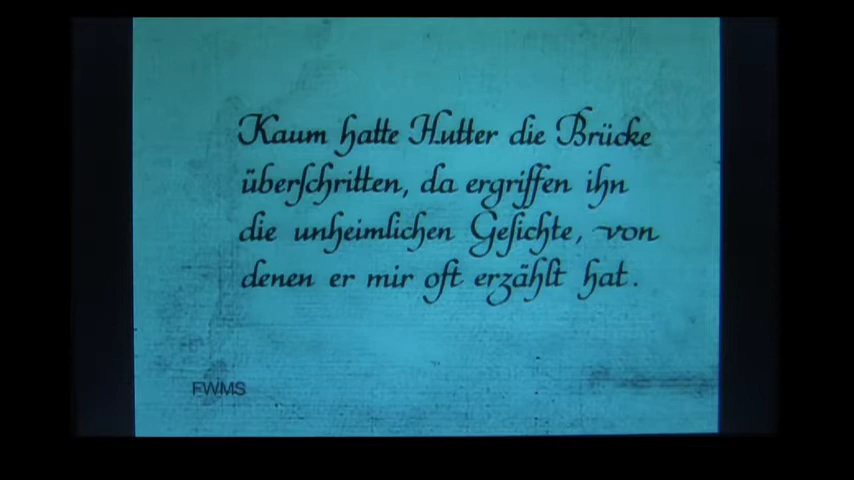 Kaum hatte Hutter die Brücke
überſchritten, da ergriffen ihn
die unheimlichen Geſichte, von
denen er mir oft erzählt hat.
FWMS